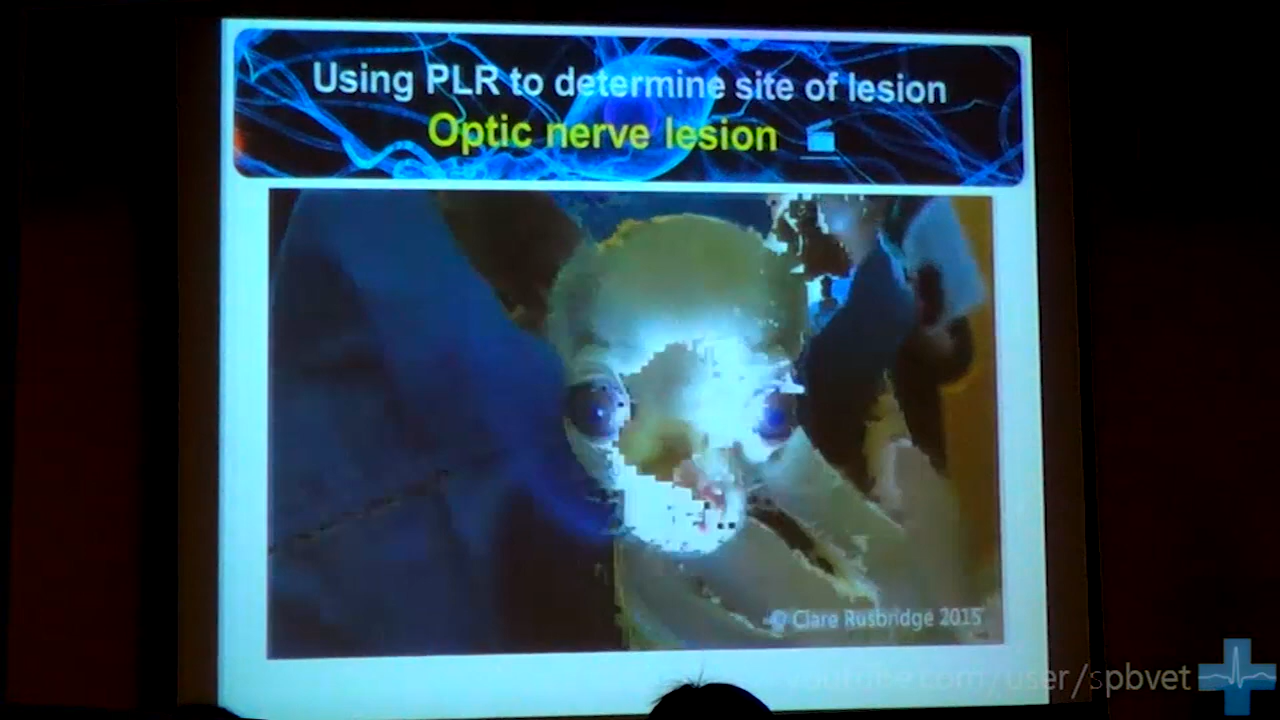 Using PLR to determine site of lesion
Optic nerve lesion
© Clare Rusbridge 2015
youtube.com/user/spbvet